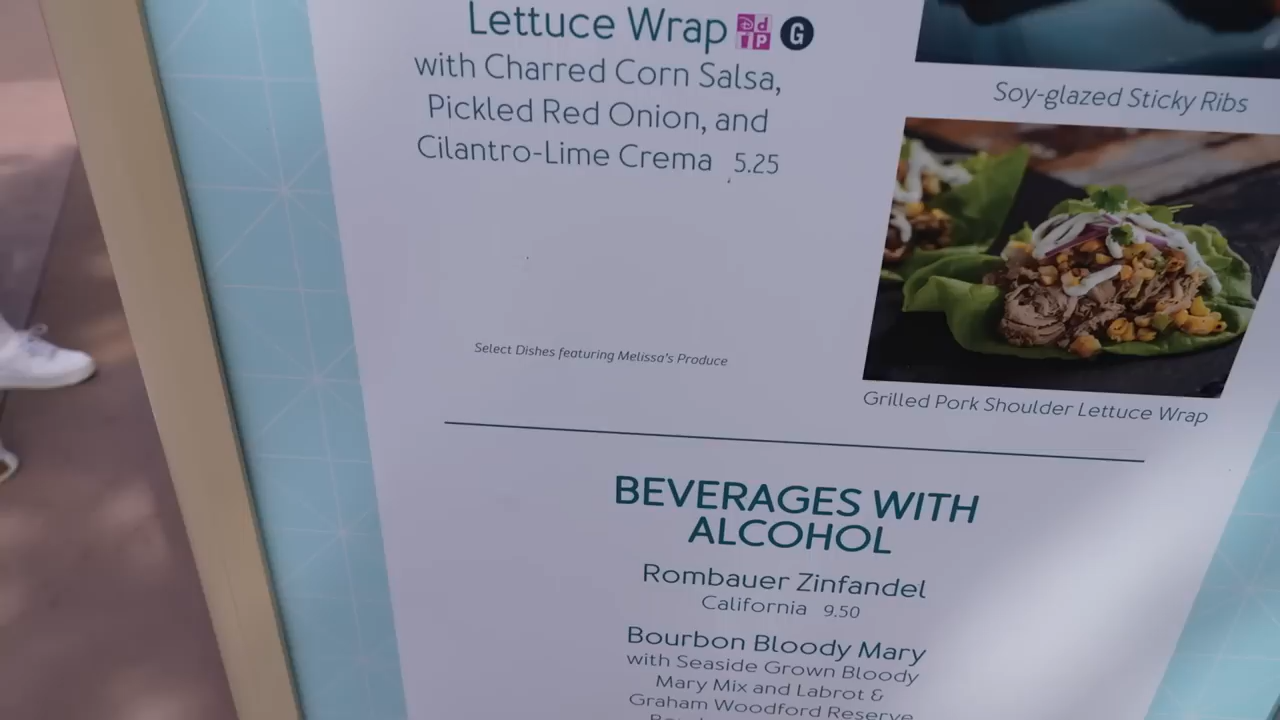 Lettuce Wrap DdTP G
with Charred Corn Salsa,
Pickled Red Onion, and
Cilantro-Lime Crema 5.25
Soy-glazed Sticky Ribs
Select Dishes featuring Melissa's Produce
Grilled Pork Shoulder Lettuce Wrap
BEVERAGES WITH
ALCOHOL
Rombauer Zinfandel
California 9.50
Bourbon Bloody Mary
with Seaside Grown Bloody
Mary Mix and Labrot &
Graham Woodford Reserve